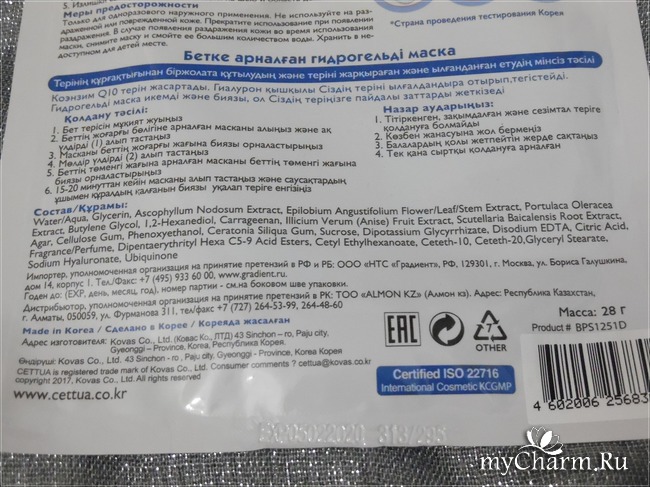 5. Излишки
Меры предосторожности
Только для одноразового наружного применения. Не используйте на раз-
драженной или поврежденной коже. Прекратите использование при появлении
раздражения. В случае появления раздражения кожи во время использования
маски, снимите маску и смойте ее большим количеством воды. Хранить в не-
доступном для детей месте.
*Страна проведения тестирования Корея
Бетке арналған гидрогельді маска
Терінің құрғақтығынан біржолата құтылудың және теріні жарқыраған және ылғанданған етудің мінсіз тәсілі
Коэнзим Q10 терін жасартады. Гиалурон қышқылы Сіздің теріні ылғалдандыра отырып,тегістейді.
Гидрогельді маска икемді және биязы, ол Сіздің теріңізге пайдалы заттарды жеткізеді
Қолдану тәсілі:
1. Бет терісін мұқият жуыңыз
2. Беттің жоғарғы бөлігіне арналған масканы алыңыз және ақ
үлдірді (1) алып тастаңыз
3. Масканы беттің жоғарғы жағына биязы орналастырыңыз
4. Мөлдір үлдірді (2) алып тастаңыз
5. Беттің төменгі жағына арналған масканы беттің төменгі жағына
биязы орналастырыңыз
6. 15-20 минуттан кейін масканы алып тастаңыз және саусақтардың
ұшымен құралдың қалғанын биязы уқалап теріге енгізіңіз
Назар аударыңыз:
1. Тітіркенген, зақымдалған және сезімтал теріге
қолдануға болмайды
2. Көзбен жанасуына жол бермеңіз
3. Балалардың қолы жетпейтін жерде сақтаңыз
4. Тек қана сыртқы қолдануға арналған
Состав/Құрамы:
Water/Aqua, Glycerin, Ascophyllum Nodosum Extract, Epilobium Angustifolium Flower/Leaf/Stem Extract, Portulaca Oleracea
Extract, Butylene Glycol, 1,2-Hexanediol, Carrageenan, Illicium Verum (Anise) Fruit Extract, Scutellaria Baicalensis Root Extract,
Agar, Cellulose Gum, Phenoxyethanol, Ceratonia Siliqua Gum, Sucrose, Dipotassium Glycyrrhizate, Disodium EDTA, Citric Acid,
Fragrance/Perfume, Dipentaerythrityl Hexa C5-9 Acid Esters, Cetyl Ethylhexanoate, Ceteth-10, Ceteth-20,Glyceryl Stearate,
Sodium Hyaluronate, Ubiquinone
Импортер, уполномоченная организация на принятие претензий в РФ и РБ: ООО «НТС «Градиент», РФ, 129301, г. Москва, ул. Бориса Галушкина,
дом 14, корпус 1. Тел./Факс: +7 (495) 933 60 00, www.gradient.ru.
Годен до: (EXP, день, месяц, год), номер партии - см.на боковом шве упаковки.
Дистрибьютор, уполномоченная организация на принятие претензий в РК: ТОО «ALMON KZ» (Алмон кз). Адрес: Республика Казахстан,
г. Алматы, 050059, ул. Фурманова 311, тел/факс +7 (727) 264-53-99, 264-48-60
Made in Korea / Сделано в Корее / Кореяда жасалған
Адрес изготовителя: Kovas Co., Ltd. (Ковас Ко., ЛТД) 43 Sinchon – ro, Paju city,
Gyeonggi – Province, Korea, Республика Корея.
Өндіруші: Kovas Co., Ltd. 43 Sinchon - ro, Paju city, Gyeonggi - Province, Korea Корея
CETTUA is registered trade mark of Kovas Co., Ltd. Consumer comments ? cettua@kovas.co.kr
copyright 2017, Kovas Co., Ltd. All rights reserved.
www.cettua.co.kr
EAC
7
OTHER
Certified ISO 22716
International Cosmetic KCGMP
Масса: 28 г
Product # BPS1251D
4 602006 25683
myCharm.Ru